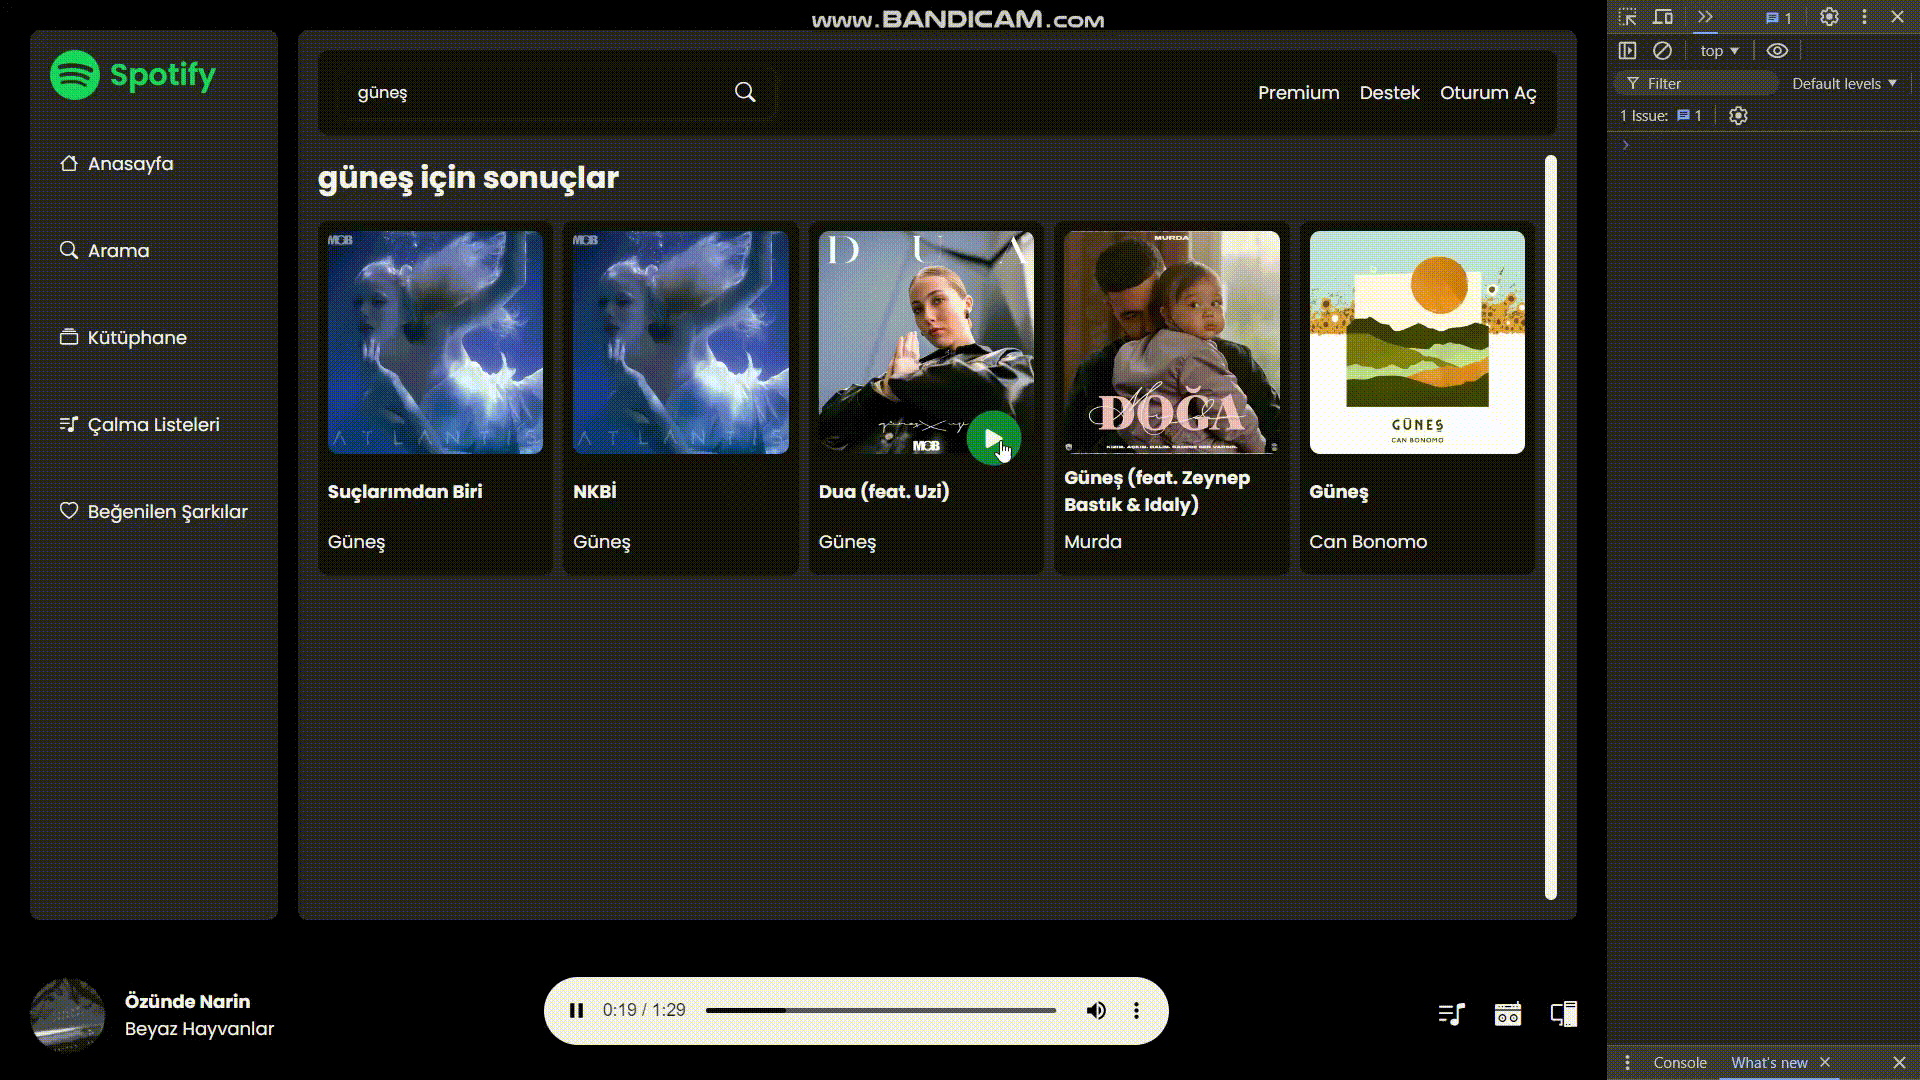 www.BANDICAM.COM
Spotify
Anasayfa
Arama
Kütüphane
Çalma Listeleri
Beğenilen Şarkılar
güneş
Premium Destek Oturum Aç
güneş için sonuçlar
MOB
ATLANTIS
Suçlarımdan Biri
Güneş
MOB
ATLANTIS
NKBİ
Güneş
DUA
MOB
Dua (feat. Uzi)
Güneş
MURDA
DOĞA
Güneş (feat. Zeynep
Bastık & Idaly)
Murda
GÜNEŞ
CAN BONOMO
Güneş
Can Bonomo
Özünde Narin
Beyaz Hayvanlar
0:19 / 1:29
1
top
Filter
Default levels
1 Issue: 1
Console What's new